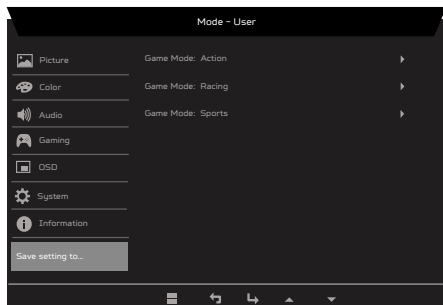 Mode - User
Picture
Game Mode: Action
Color
Game Mode: Racing
Audio
Game Mode: Sports
Gaming
OSD
System
Information
Save setting to...